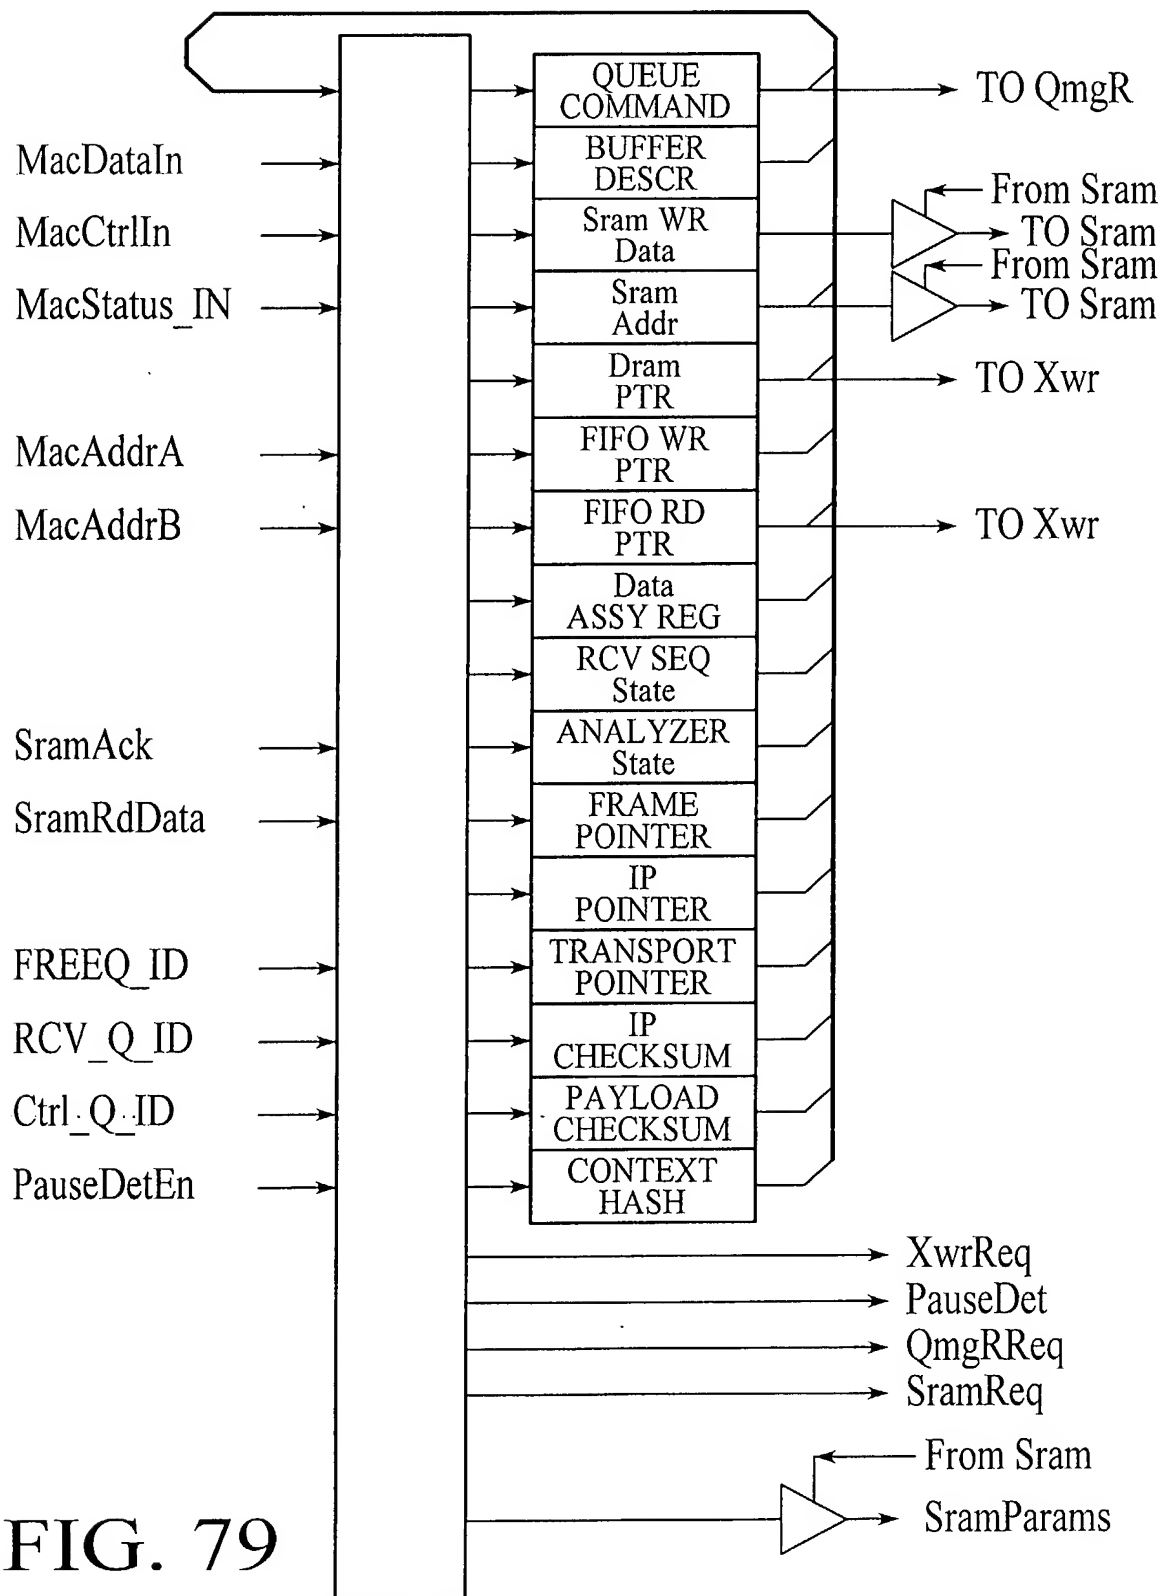 QUEUE
COMMAND
TO QmgR
MacDataIn
BUFFER
DESCR
From Sram
MacCtrlIn
Sram WR
Data
TO Sram
From Sram
MacStatus_IN
Sram
Addr
TO Sram
Dram
PTR
TO Xwr
MacAddrA
FIFO WR
PTR
MacAddrB
FIFO RD
PTR
TO Xwr
Data
ASSY REG
RCV SEQ
State
SramAck
ANALYZER
State
SramRdData
FRAME
POINTER
IP
POINTER
FREEQ_ID
TRANSPORT
POINTER
RCV_Q_ID
IP
CHECKSUM
Ctrl_Q_ID
PAYLOAD
CHECKSUM
PauseDetEn
CONTEXT
HASH
XwrReq
PauseDet
QmgRReq
SramReq
From Sram
SramParams
FIG. 79